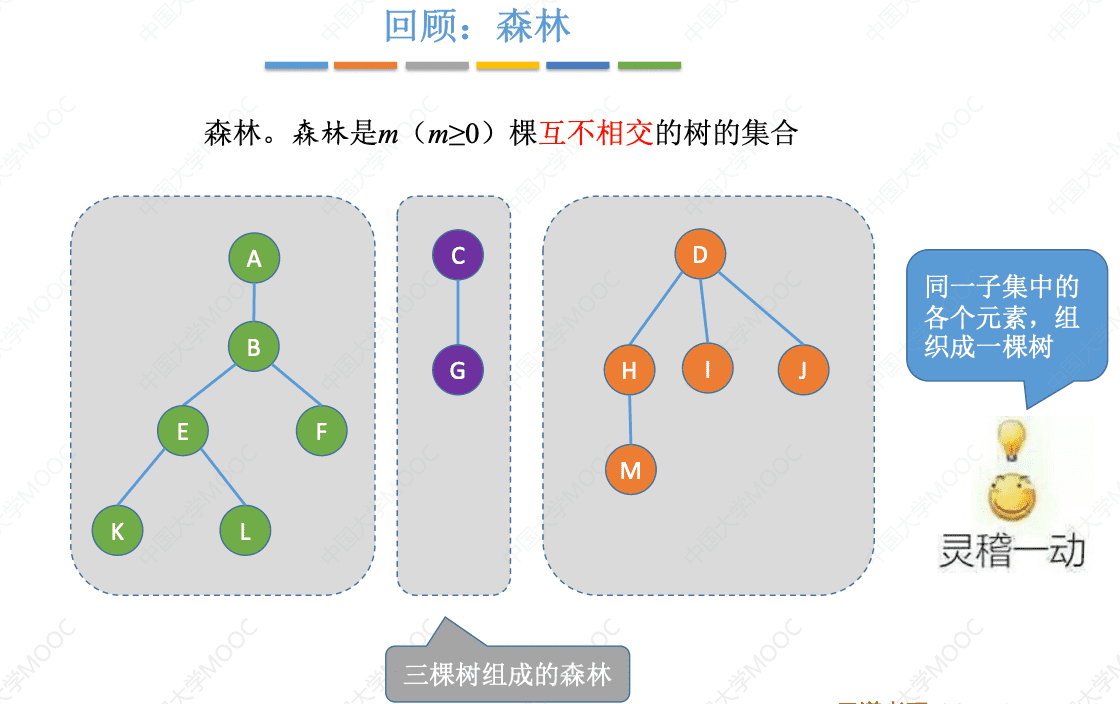 回顾：森林
森林。森林是m（m≥0）棵互不相交的树的集合
A
B
E
F
K
L
C
G
D
H
I
J
M
同一子集中的
各个元素，组
织成一棵树
灵稽一动
三棵树组成的森林
中国大学MOOC